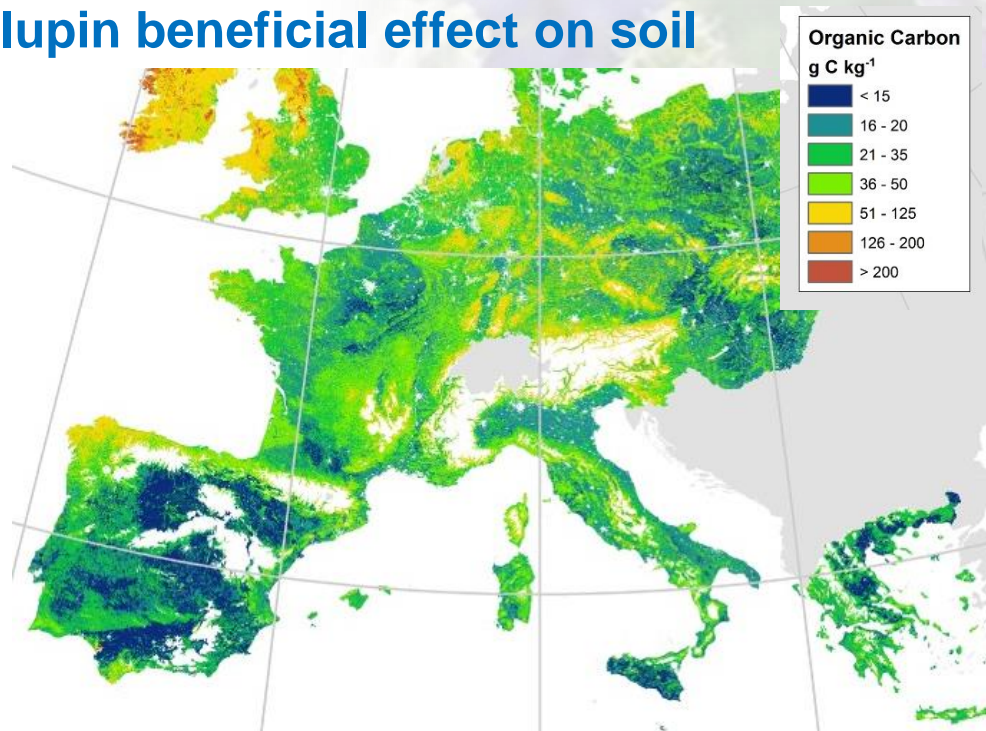 lupin beneficial effect on soil
Organic Carbon
g C kg⁻¹
< 15
16 - 20
21 - 35
36 - 50
51 - 125
126 - 200
> 200